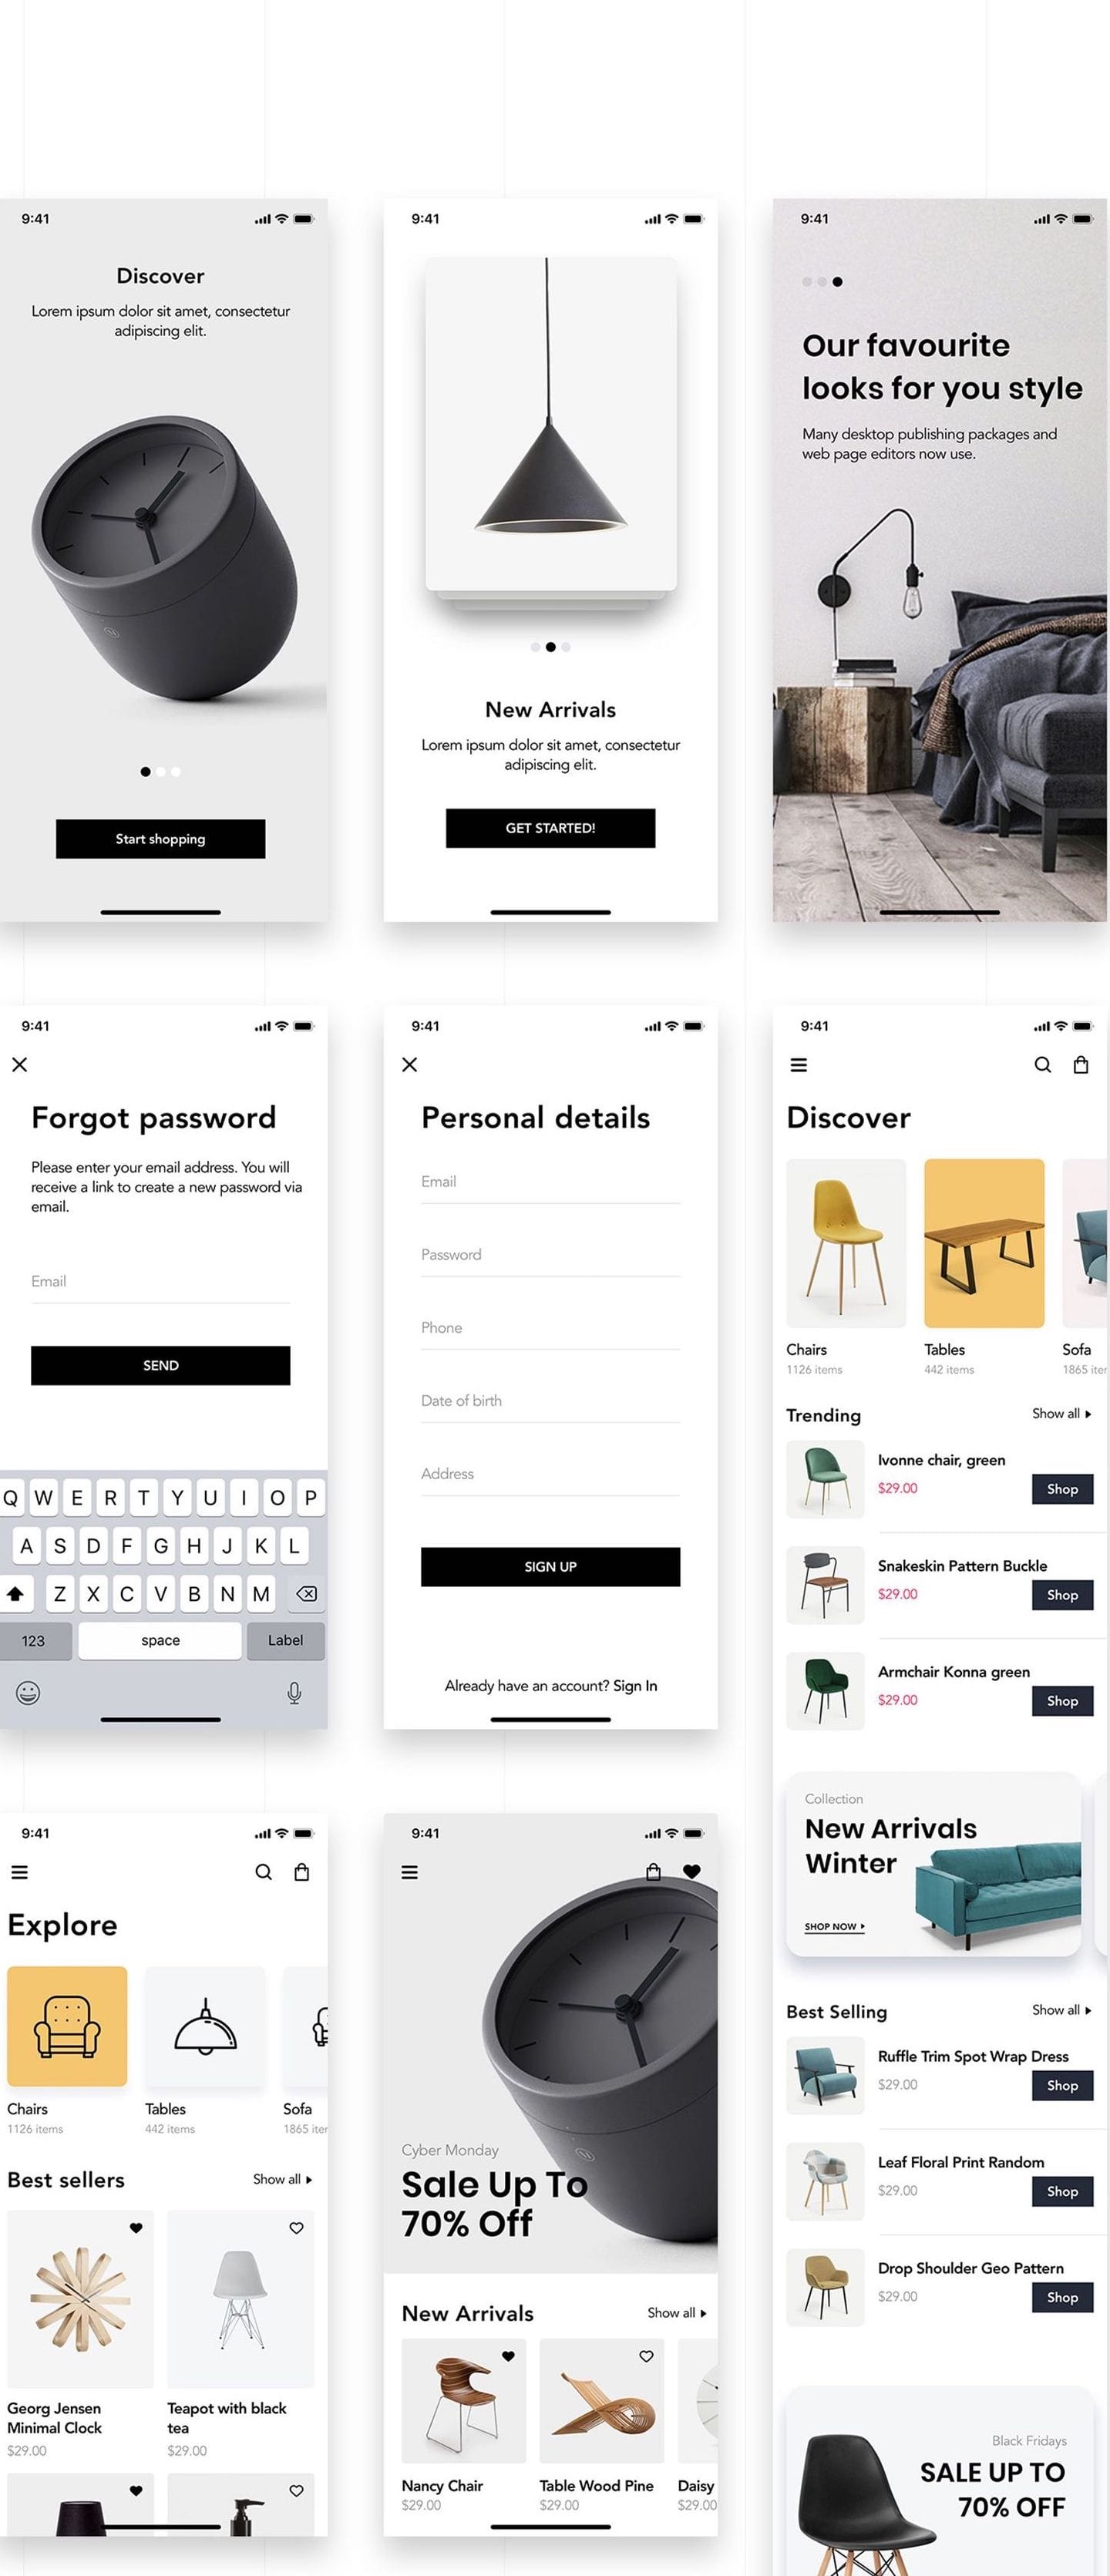 9:41
Discover
Lorem ipsum dolor sit amet, consectetur
adipiscing elit.
Start shopping
9:41
New Arrivals
Lorem ipsum dolor sit amet, consectetur
adipiscing elit.
GET STARTED!
9:41
Our favourite
looks for you style
Many desktop publishing packages and
web page editors now use.
9:41
Forgot password
Please enter your email address. You will
receive a link to create a new password via
email.
Email
SEND
Q W E R T Y U I O P
A S D F G H J K L
Z X C V B N M
123 space Label
9:41
Personal details
Email
Password
Phone
Date of birth
Address
SIGN UP
Already have an account? Sign In
9:41
Discover
Chairs Tables Sofa
1126 items 442 items 1865 iter
Trending Show all
Ivonne chair, green
$29.00 Shop
Snakeskin Pattern Buckle
$29.00 Shop
Armchair Konna green
$29.00 Shop
Collection
New Arrivals
Winter
SHOP NOW
Best Selling Show all
Ruffle Trim Spot Wrap Dress
$29.00 Shop
Leaf Floral Print Random
$29.00 Shop
Drop Shoulder Geo Pattern
$29.00 Shop
Black Fridays
SALE UP TO
70% OFF
9:41
Explore
Chairs Tables Sofa
1126 items 442 items 1865 iter
Best sellers Show all
Georg Jensen
Minimal Clock
$29.00
Teapot with black
tea
$29.00
9:41
Cyber Monday
Sale Up To
70% Off
New Arrivals Show all
Nancy Chair Table Wood Pine Daisy
$29.00 $29.00 $29.00